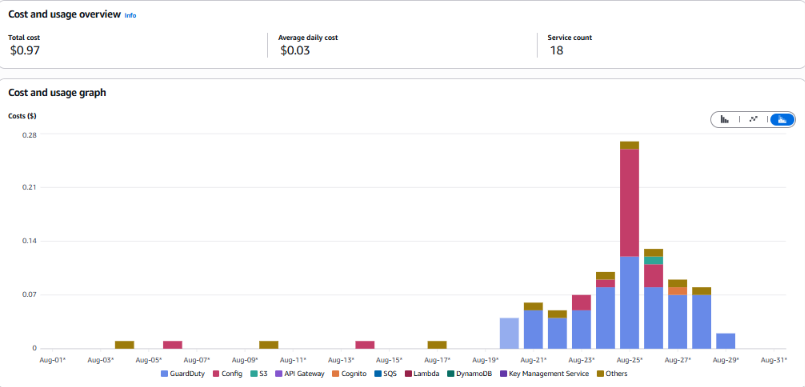 Cost and usage overview Info
Total cost
$0.97
Average daily cost
$0.03
Service count
18
Cost and usage graph
Costs ($)
0.28
0.21
0.14
0.07
0
Aug-01* Aug-03* Aug-05* Aug-07* Aug-09* Aug-11* Aug-13* Aug-15* Aug-17* Aug-19* Aug-21* Aug-23* Aug-25* Aug-27* Aug-29* Aug-31*
GuardDuty Config S3 API Gateway Cognito SQS Lambda DynamoDB Key Management Service Others